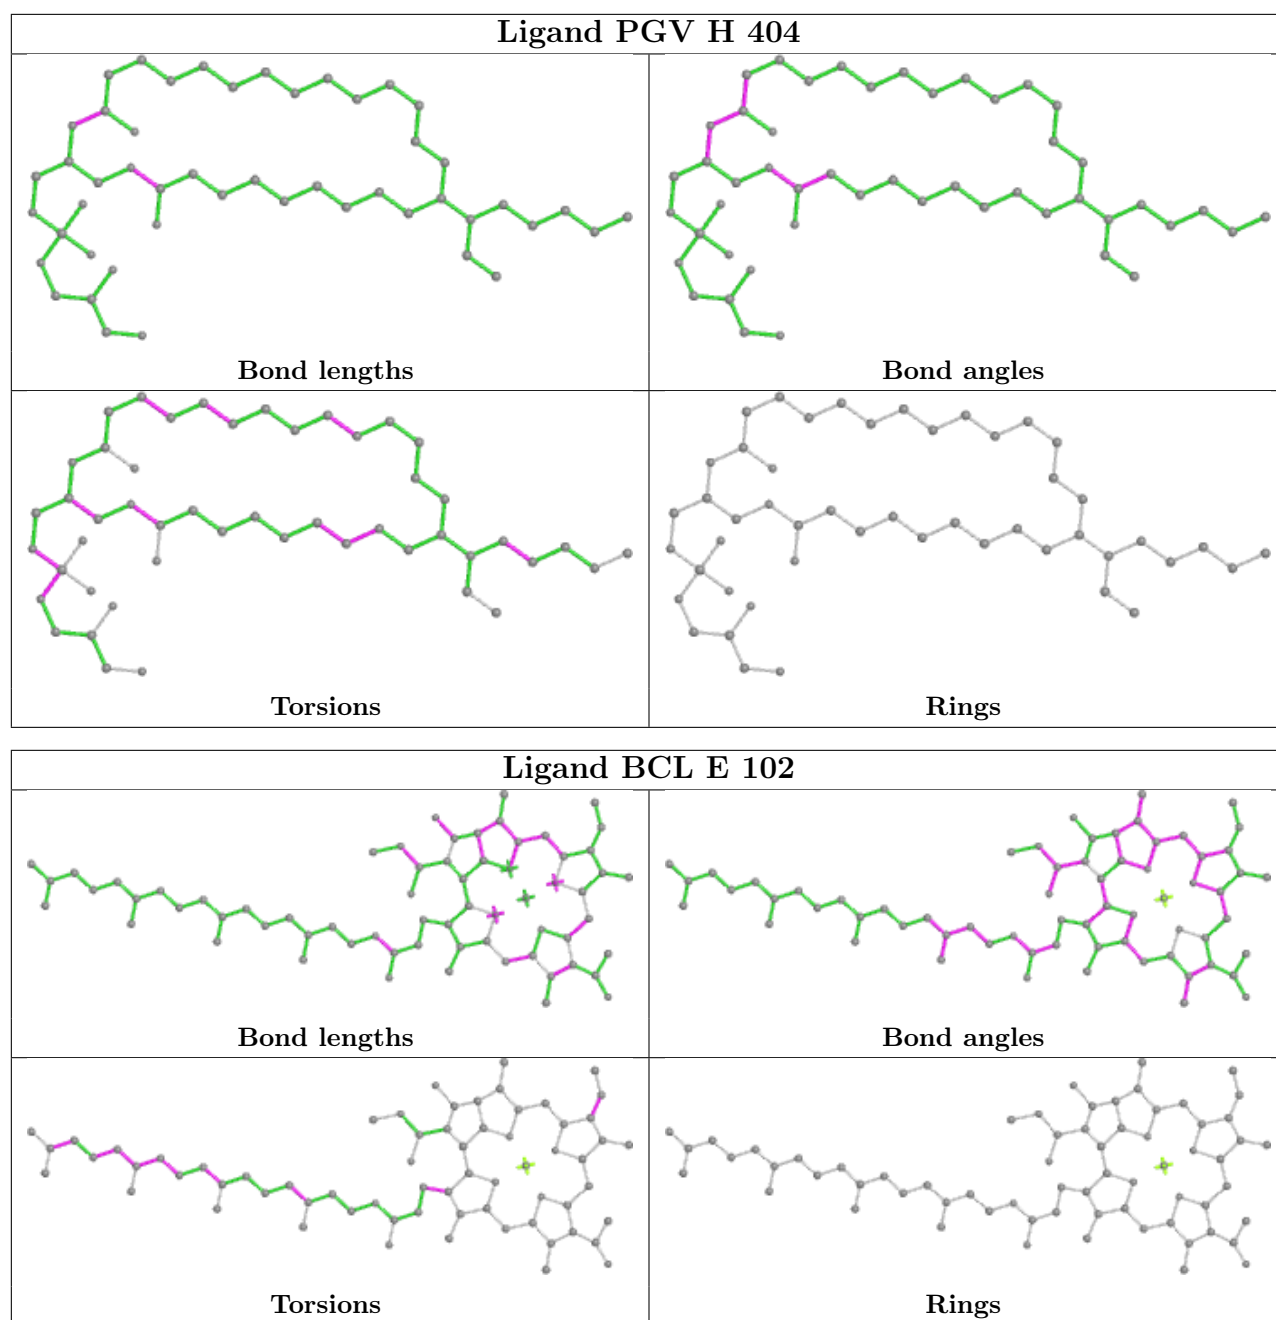 Ligand PGV H 404
Bond lengths
Bond angles
Torsions
Rings
Ligand BCL E 102
Bond lengths
Bond angles
Torsions
Rings